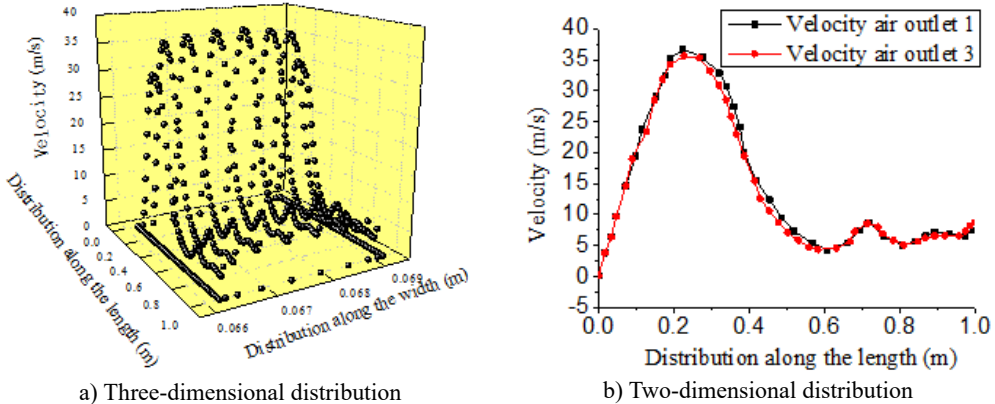 40
35
30
25
20
15
10
5
0
Velocity (m/s)
0.0
0.2
0.4
0.6
0.8
1.0
Distribution along the length (m)
0.066
0.067
0.068
0.069
Distribution along the width (m)
a) Three-dimensional distribution
Velocity air outlet 1
Velocity air outlet 3
40
35
30
25
20
15
10
5
0
-5
Velocity (m/s)
0.0 0.2 0.4 0.6 0.8 1.0
Distribution along the length (m)
b) Two-dimensional distribution